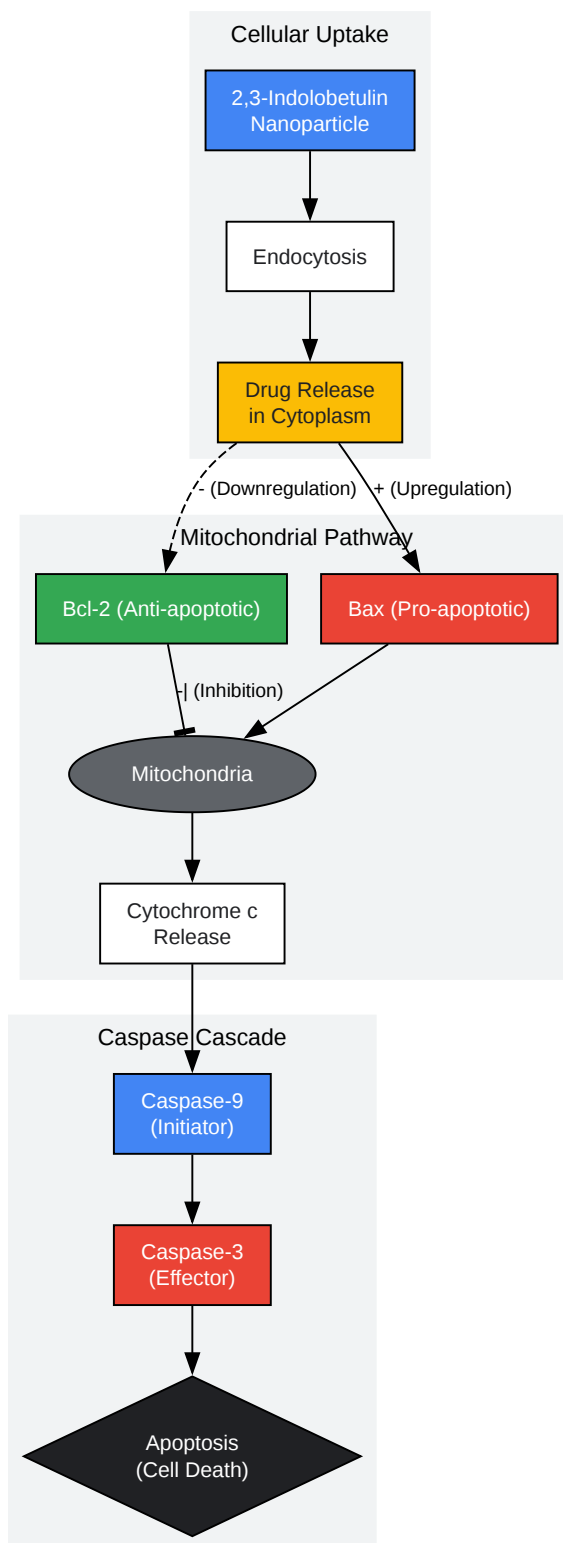 Cellular Uptake
2,3-Indolobetulin
Nanoparticle
Endocytosis
Drug Release
in Cytoplasm
- (Downregulation)
+ (Upregulation)
Mitochondrial Pathway
Bcl-2 (Anti-apoptotic)
Bax (Pro-apoptotic)
-| (Inhibition)
Mitochondria
Cytochrome c
Release
Caspase Cascade
Caspase-9
(Initiator)
Caspase-3
(Effector)
Apoptosis
(Cell Death)